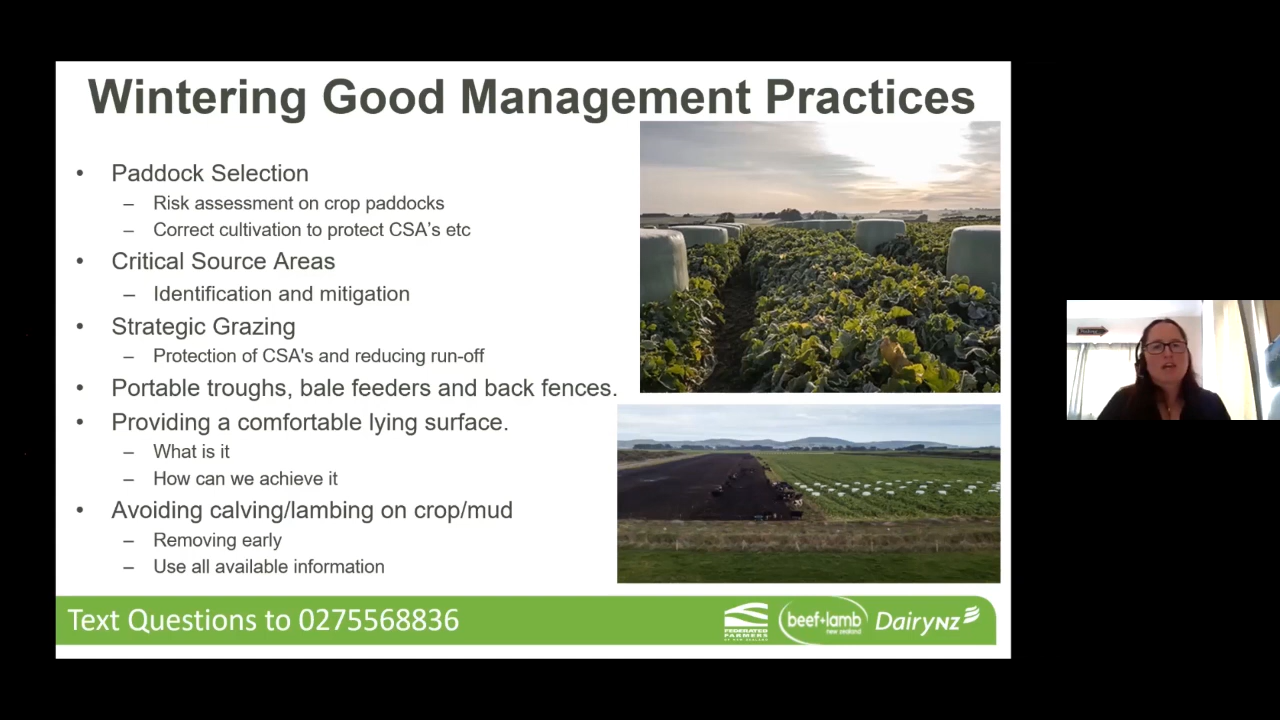 Wintering Good Management Practices
• Paddock Selection
– Risk assessment on crop paddocks
– Correct cultivation to protect CSA's etc
• Critical Source Areas
– Identification and mitigation
• Strategic Grazing
– Protection of CSA's and reducing run-off
• Portable troughs, bale feeders and back fences.
• Providing a comfortable lying surface.
– What is it
– How can we achieve it
• Avoiding calving/lambing on crop/mud
– Removing early
– Use all available information
Text Questions to 0275568836
FEDERATED
FARMERS
OF NEW ZEALAND
beef+lamb
new zealand
DairyNZ